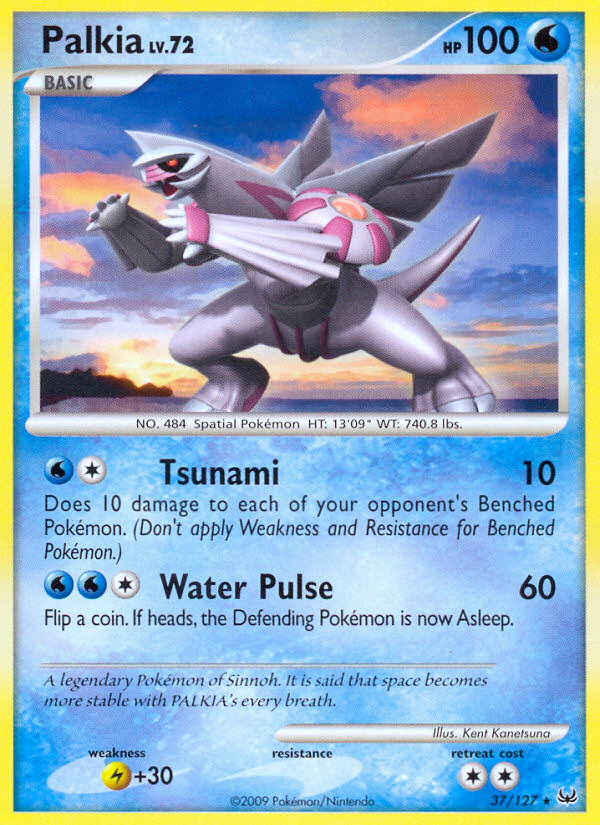 Palkia LV.72
HP 100
BASIC
NO. 484 Spatial Pokémon HT: 13'09" WT: 740.8 lbs.
Tsunami 10
Does 10 damage to each of your opponent's Benched
Pokémon. (Don't apply Weakness and Resistance for Benched
Pokémon.)
Water Pulse 60
Flip a coin. If heads, the Defending Pokémon is now Asleep.
A legendary Pokémon of Sinnoh. It is said that space becomes
more stable with PALKIA's every breath.
Illus. Kent Kanetsuna
weakness resistance retreat cost
+30
©2009 Pokémon/Nintendo 37/127 ★